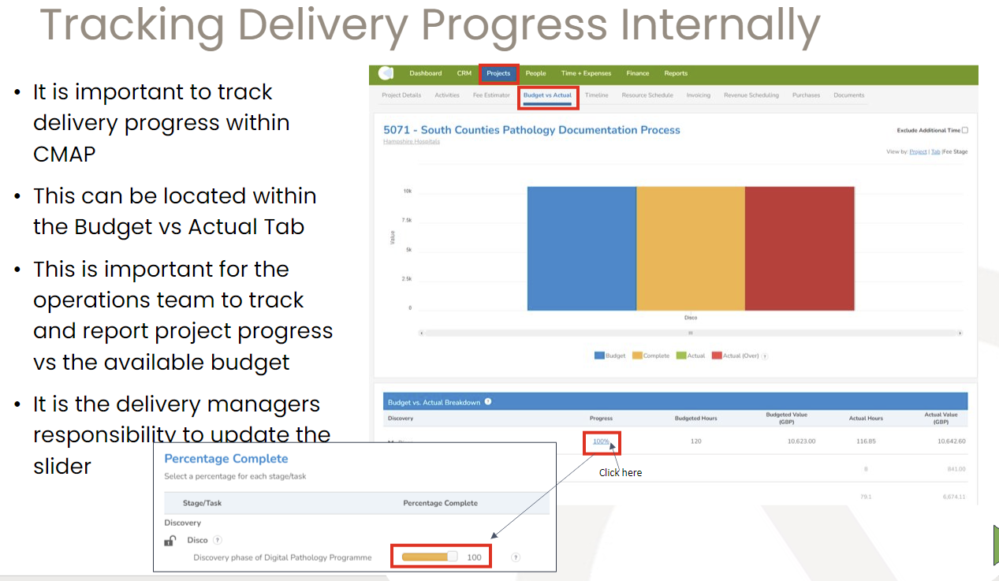 Tracking Delivery Progress Internally
• It is important to track
delivery progress within
CMAP
• This can be located within
the Budget vs Actual Tab
• This is important for the
operations team to track
and report project progress
vs the available budget
• It is the delivery managers
responsibility to update the
slider
Dashboard CRM Projects People Time + Expenses Finance Reports
Project Details Activities Fee Estimator Budget vs Actual Timeline Resource Schedule Invoicing Revenue Scheduling Purchases Documents
5071 - South Counties Pathology Documentation Process
Exclude Additional Time
Hampshire Hospitals
View by: Project | Tab |Fee Stage
10k
7.5k
Value
5k
2.5k
0
Disco
Budget Complete Actual Actual (Over) ?
Budget vs. Actual Breakdown ?
Discovery Progress Budgeted Hours Budgeted Value
(GBP) Actual Hours Actual Value
(GBP)
100% 120 10,623.00 116.85 10,642.60
Click here
8 841.00
79.1 6,674.11
Percentage Complete
Select a percentage for each stage/task
Stage/Task Percentage Complete
Discovery
Disco ?
Discovery phase of Digital Pathology Programme 100 ?